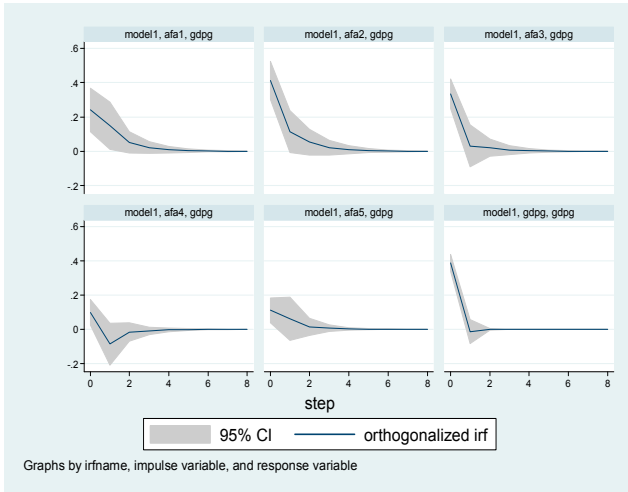 model1, afa1, gdpg
model1, afa2, gdpg
model1, afa3, gdpg
.6
.4
.2
0
-.2
model1, afa4, gdpg
model1, afa5, gdpg
model1, gdpg, gdpg
.6
.4
.2
0
-.2
0 2 4 6 8
0 2 4 6 8
0 2 4 6 8
step
95% CI
orthogonalized irf
Graphs by irfname, impulse variable, and response variable